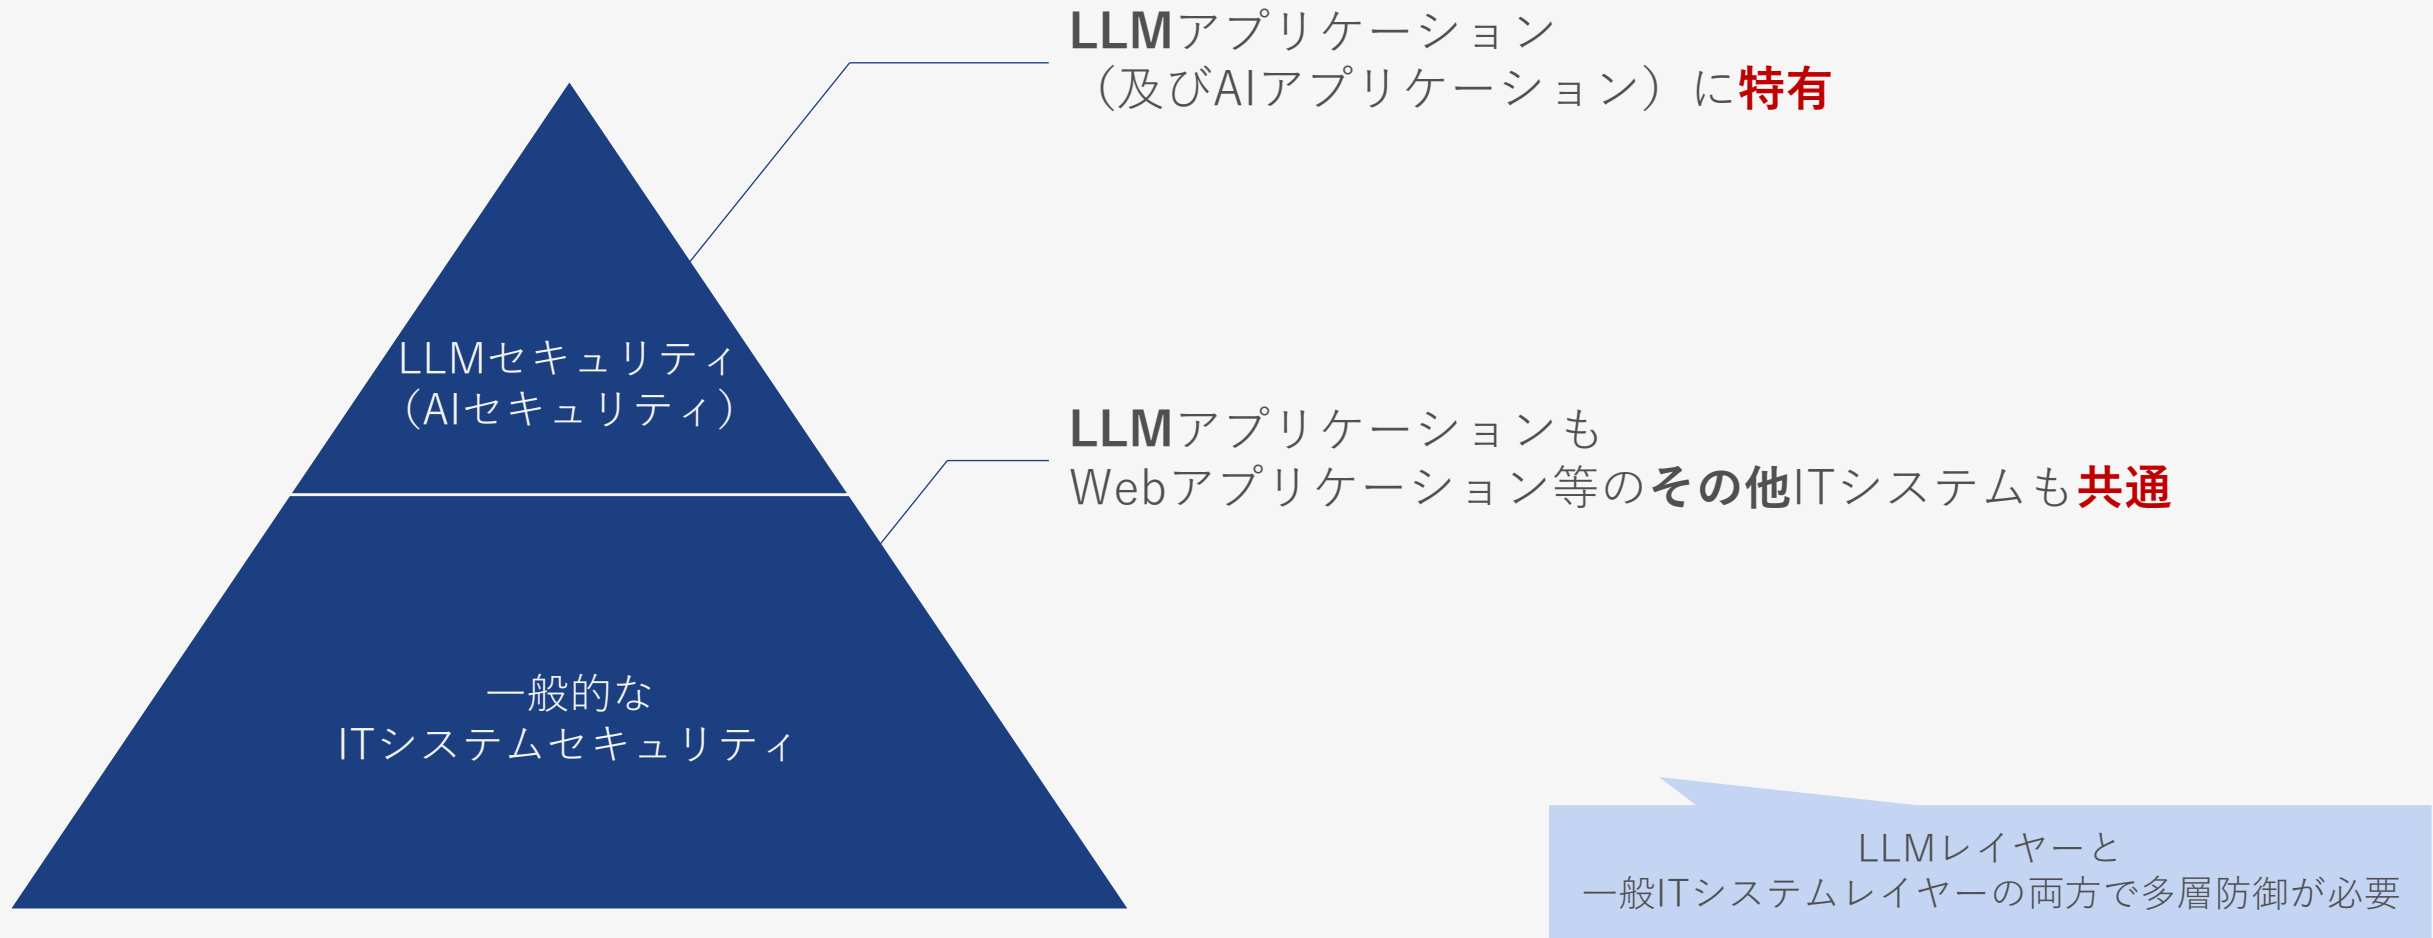 LLMアプリケーション
（及びAIアプリケーション）に特有
LLMセキュリティ
（AIセキュリティ）
LLMアプリケーションも
Webアプリケーション等のその他ITシステムも共通
一般的な
ITシステムセキュリティ
LLMレイヤーと
一般ITシステムレイヤーの両方で多層防御が必要